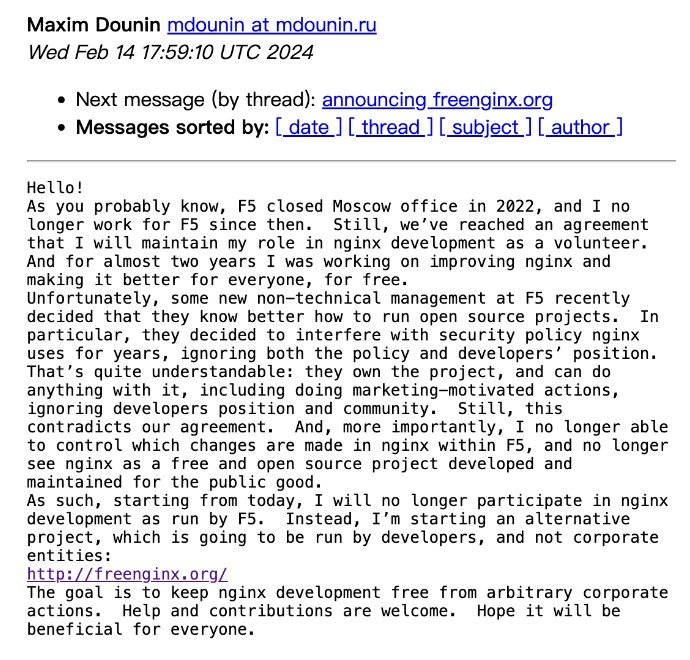 Maxim Dounin mdounin at mdounin.ru
Wed Feb 14 17:59:10 UTC 2024
• Next message (by thread): announcing freenginx.org
• Messages sorted by: [ date ] [ thread ] [ subject ] [ author ]
Hello!
As you probably know, F5 closed Moscow office in 2022, and I no
longer work for F5 since then.  Still, we’ve reached an agreement
that I will maintain my role in nginx development as a volunteer.
And for almost two years I was working on improving nginx and
making it better for everyone, for free.
Unfortunately, some new non-technical management at F5 recently
decided that they know better how to run open source projects.  In
particular, they decided to interfere with security policy nginx
uses for years, ignoring both the policy and developers’ position.
That’s quite understandable: they own the project, and can do
anything with it, including doing marketing-motivated actions,
ignoring developers position and community.  Still, this
contradicts our agreement.  And, more importantly, I no longer able
to control which changes are made in nginx within F5, and no longer
see nginx as a free and open source project developed and
maintained for the public good.
As such, starting from today, I will no longer participate in nginx
development as run by F5.  Instead, I’m starting an alternative
project, which is going to be run by developers, and not corporate
entities:
http://freenginx.org/
The goal is to keep nginx development free from arbitrary corporate
actions.  Help and contributions are welcome.  Hope it will be
beneficial for everyone.